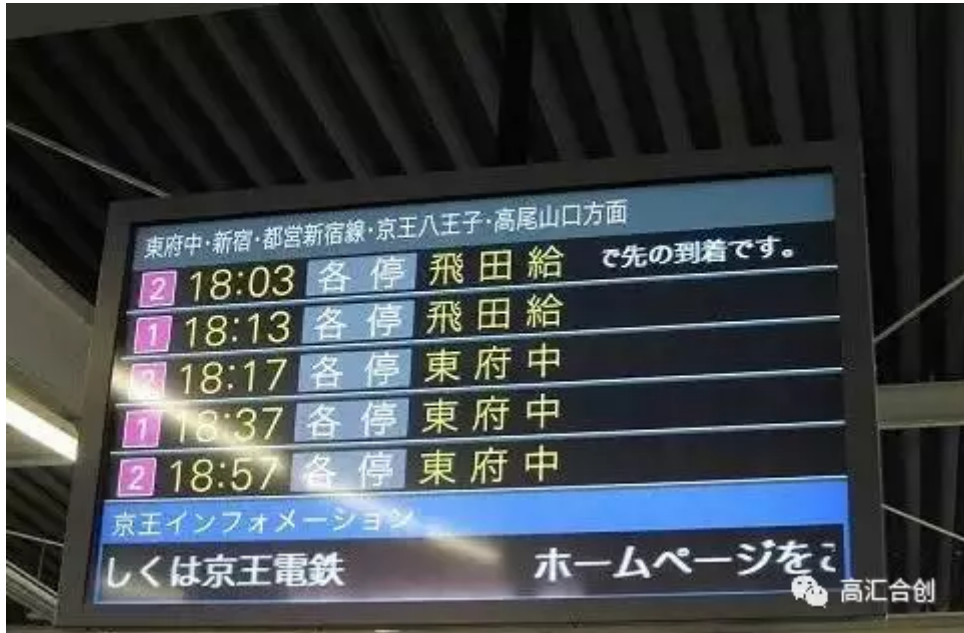 東府中・新宿・都営新宿線・京王八王子・高尾山口方面
2 18:03 各停 飛田給 で先の到着です。
1 18:13 各停 飛田給
18:17 各停 東府中
1 18:37 各停 東府中
2 18:57 各停 東府中
京王インフォメーション
しくは京王電鉄 ホームページをご
高汇合创